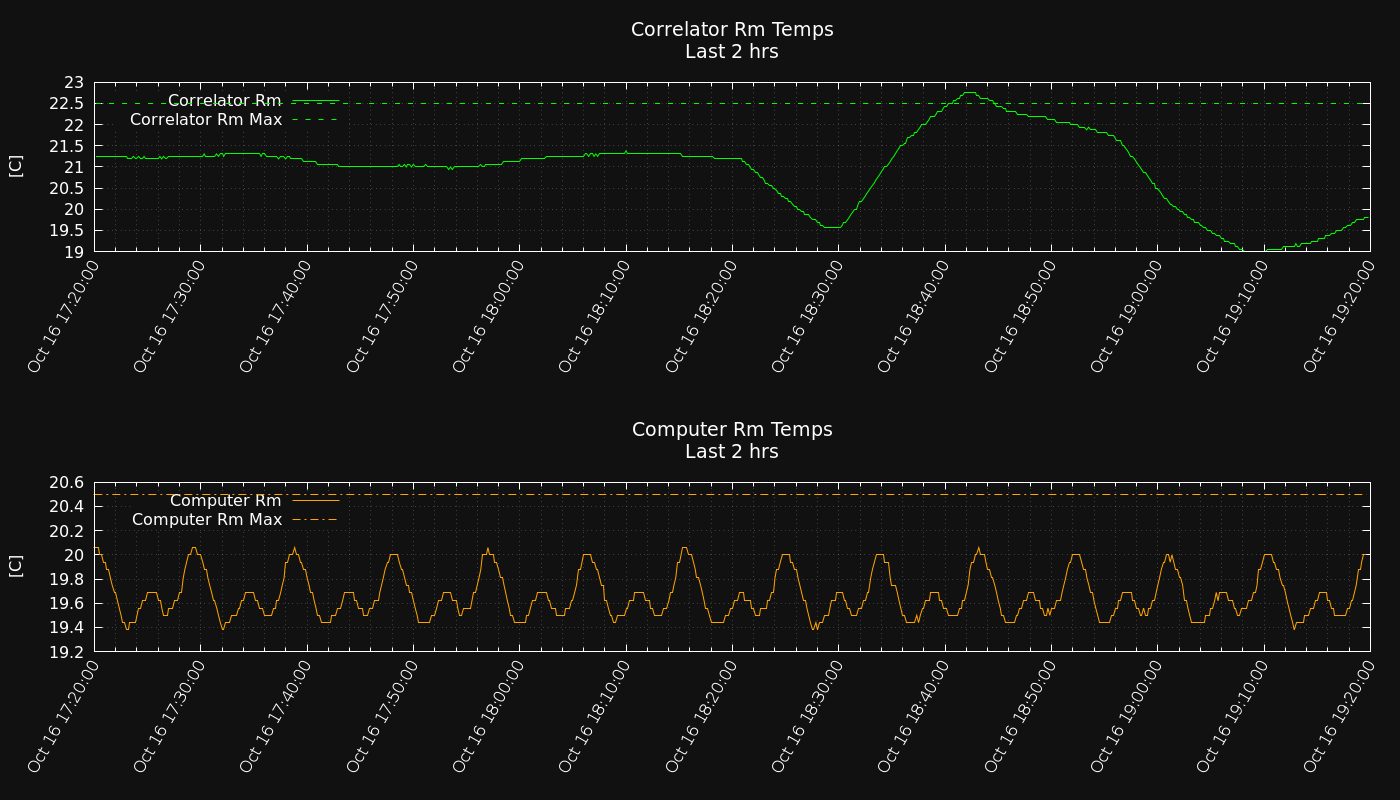 Correlator Rm Temps
Last 2 hrs
[C]
23
22.5
22
21.5
21
20.5
20
19.5
19
Correlator Rm
Correlator Rm Max
Oct 16 17:20:00
Oct 16 17:30:00
Oct 16 17:40:00
Oct 16 17:50:00
Oct 16 18:00:00
Oct 16 18:10:00
Oct 16 18:20:00
Oct 16 18:30:00
Oct 16 18:40:00
Oct 16 18:50:00
Oct 16 19:00:00
Oct 16 19:10:00
Oct 16 19:20:00
Computer Rm Temps
Last 2 hrs
[C]
20.6
20.4
20.2
20
19.8
19.6
19.4
19.2
Computer Rm
Computer Rm Max
Oct 16 17:20:00
Oct 16 17:30:00
Oct 16 17:40:00
Oct 16 17:50:00
Oct 16 18:00:00
Oct 16 18:10:00
Oct 16 18:20:00
Oct 16 18:30:00
Oct 16 18:40:00
Oct 16 18:50:00
Oct 16 19:00:00
Oct 16 19:10:00
Oct 16 19:20:00